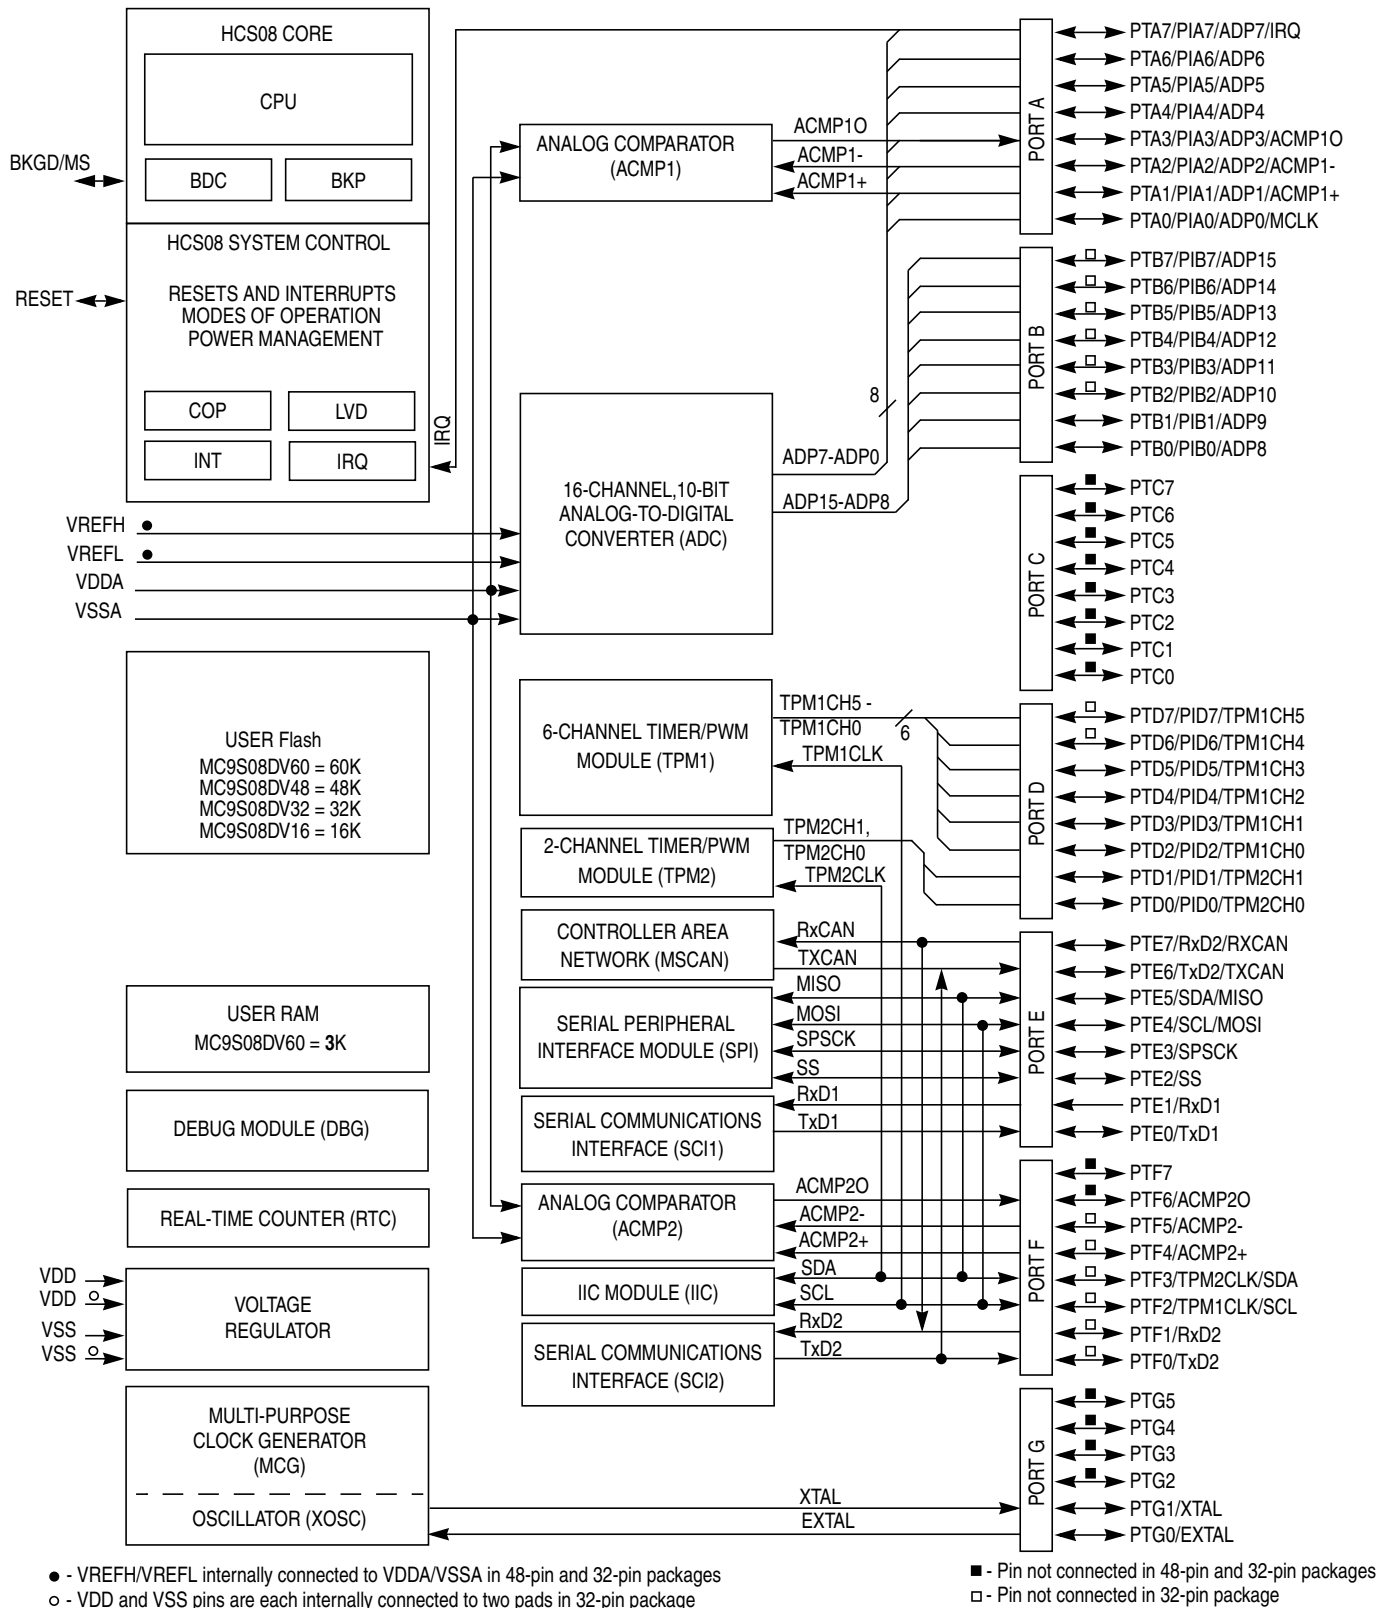 HCS08 CORE
CPU
BDC
BKP
BKGD/MS
HCS08 SYSTEM CONTROL
RESETS AND INTERRUPTS
MODES OF OPERATION
POWER MANAGEMENT
RESET
COP
LVD
INT
IRQ
IRQ
VREFH
VREFL
VDDA
VSSA
USER Flash
MC9S08DV60 = 60K
MC9S08DV48 = 48K
MC9S08DV32 = 32K
MC9S08DV16 = 16K
USER RAM
MC9S08DV60 = 3K
DEBUG MODULE (DBG)
REAL-TIME COUNTER (RTC)
VDD
VDD
VSS
VSS
VOLTAGE
REGULATOR
MULTI-PURPOSE
CLOCK GENERATOR
(MCG)
OSCILLATOR (XOSC)
ANALOG COMPARATOR
(ACMP1)
ACMP1O
ACMP1-
ACMP1+
16-CHANNEL,10-BIT
ANALOG-TO-DIGITAL
CONVERTER (ADC)
8
ADP7-ADP0
ADP15-ADP8
6-CHANNEL TIMER/PWM
MODULE (TPM1)
TPM1CH5 -
TPM1CH0
6
TPM1CLK
2-CHANNEL TIMER/PWM
MODULE (TPM2)
TPM2CH1,
TPM2CH0
TPM2CLK
CONTROLLER AREA
NETWORK (MSCAN)
RxCAN
TXCAN
SERIAL PERIPHERAL
INTERFACE MODULE (SPI)
MISO
MOSI
SPSCK
SS
SERIAL COMMUNICATIONS
INTERFACE (SCI1)
RxD1
TxD1
ANALOG COMPARATOR
(ACMP2)
ACMP2O
ACMP2-
ACMP2+
IIC MODULE (IIC)
SDA
SCL
SERIAL COMMUNICATIONS
INTERFACE (SCI2)
RxD2
TxD2
XTAL
EXTAL
PORT A
PTA7/PIA7/ADP7/IRQ
PTA6/PIA6/ADP6
PTA5/PIA5/ADP5
PTA4/PIA4/ADP4
PTA3/PIA3/ADP3/ACMP1O
PTA2/PIA2/ADP2/ACMP1-
PTA1/PIA1/ADP1/ACMP1+
PTA0/PIA0/ADP0/MCLK
PORT B
PTB7/PIB7/ADP15
PTB6/PIB6/ADP14
PTB5/PIB5/ADP13
PTB4/PIB4/ADP12
PTB3/PIB3/ADP11
PTB2/PIB2/ADP10
PTB1/PIB1/ADP9
PTB0/PIB0/ADP8
PORT C
PTC7
PTC6
PTC5
PTC4
PTC3
PTC2
PTC1
PTC0
PORT D
PTD7/PID7/TPM1CH5
PTD6/PID6/TPM1CH4
PTD5/PID5/TPM1CH3
PTD4/PID4/TPM1CH2
PTD3/PID3/TPM1CH1
PTD2/PID2/TPM1CH0
PTD1/PID1/TPM2CH1
PTD0/PID0/TPM2CH0
PORT E
PTE7/RxD2/RXCAN
PTE6/TxD2/TXCAN
PTE5/SDA/MISO
PTE4/SCL/MOSI
PTE3/SPSCK
PTE2/SS
PTE1/RxD1
PTE0/TxD1
PORT F
PTF7
PTF6/ACMP2O
PTF5/ACMP2-
PTF4/ACMP2+
PTF3/TPM2CLK/SDA
PTF2/TPM1CLK/SCL
PTF1/RxD2
PTF0/TxD2
PORT G
PTG5
PTG4
PTG3
PTG2
PTG1/XTAL
PTG0/EXTAL
● - VREFH/VREFL internally connected to VDDA/VSSA in 48-pin and 32-pin packages
○ - VDD and VSS pins are each internally connected to two pads in 32-pin package
■ - Pin not connected in 48-pin and 32-pin packages
□ - Pin not connected in 32-pin package